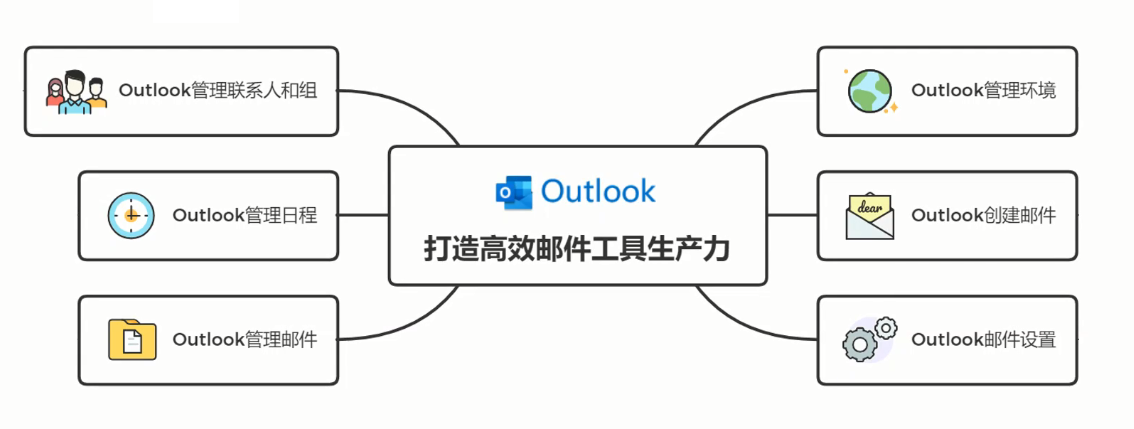 Outlook管理联系人和组
Outlook管理日程
Outlook管理邮件
Outlook
打造高效邮件工具生产力
Outlook管理环境
dear
Outlook创建邮件
Outlook邮件设置